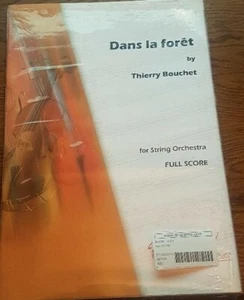 Dans la forêt
by
Thierry Bouchet
for String Orchestra
FULL SCORE